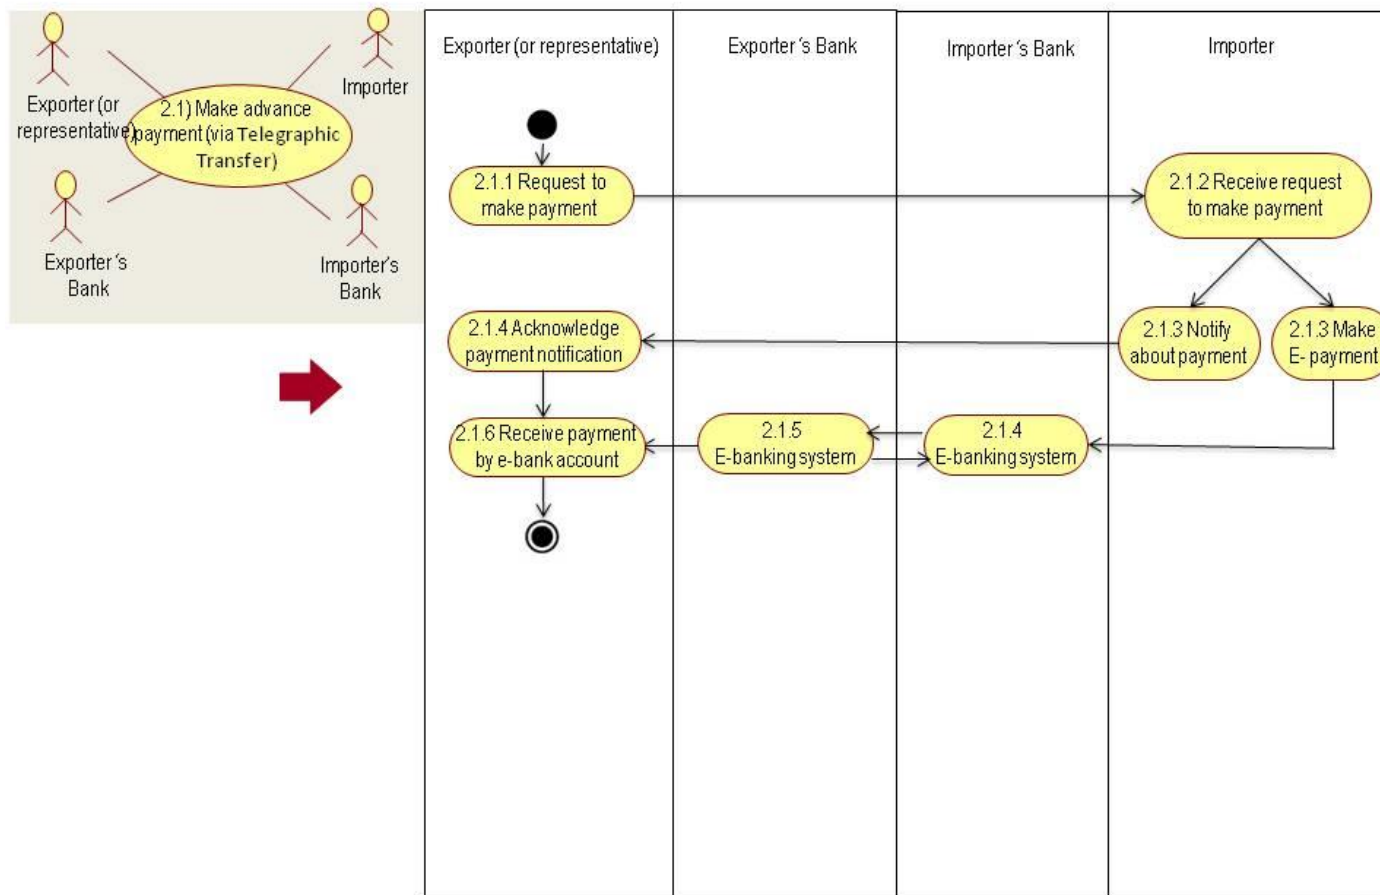 Exporter (or
representative)
Importer
2.1) Make advance
payment (via Telegraphic
Transfer)
Exporter´s
Bank
Importer's
Bank
Exporter (or representative)
Exporter´s Bank
Importer´s Bank
Importer
2.1.1 Request to
make payment
2.1.2 Receive request
to make payment
2.1.4 Acknowledge
payment notification
2.1.3 Notify
about payment
2.1.3 Make
E- payment
2.1.6 Receive payment
by e-bank account
2.1.5
E-banking system
2.1.4
E-banking system